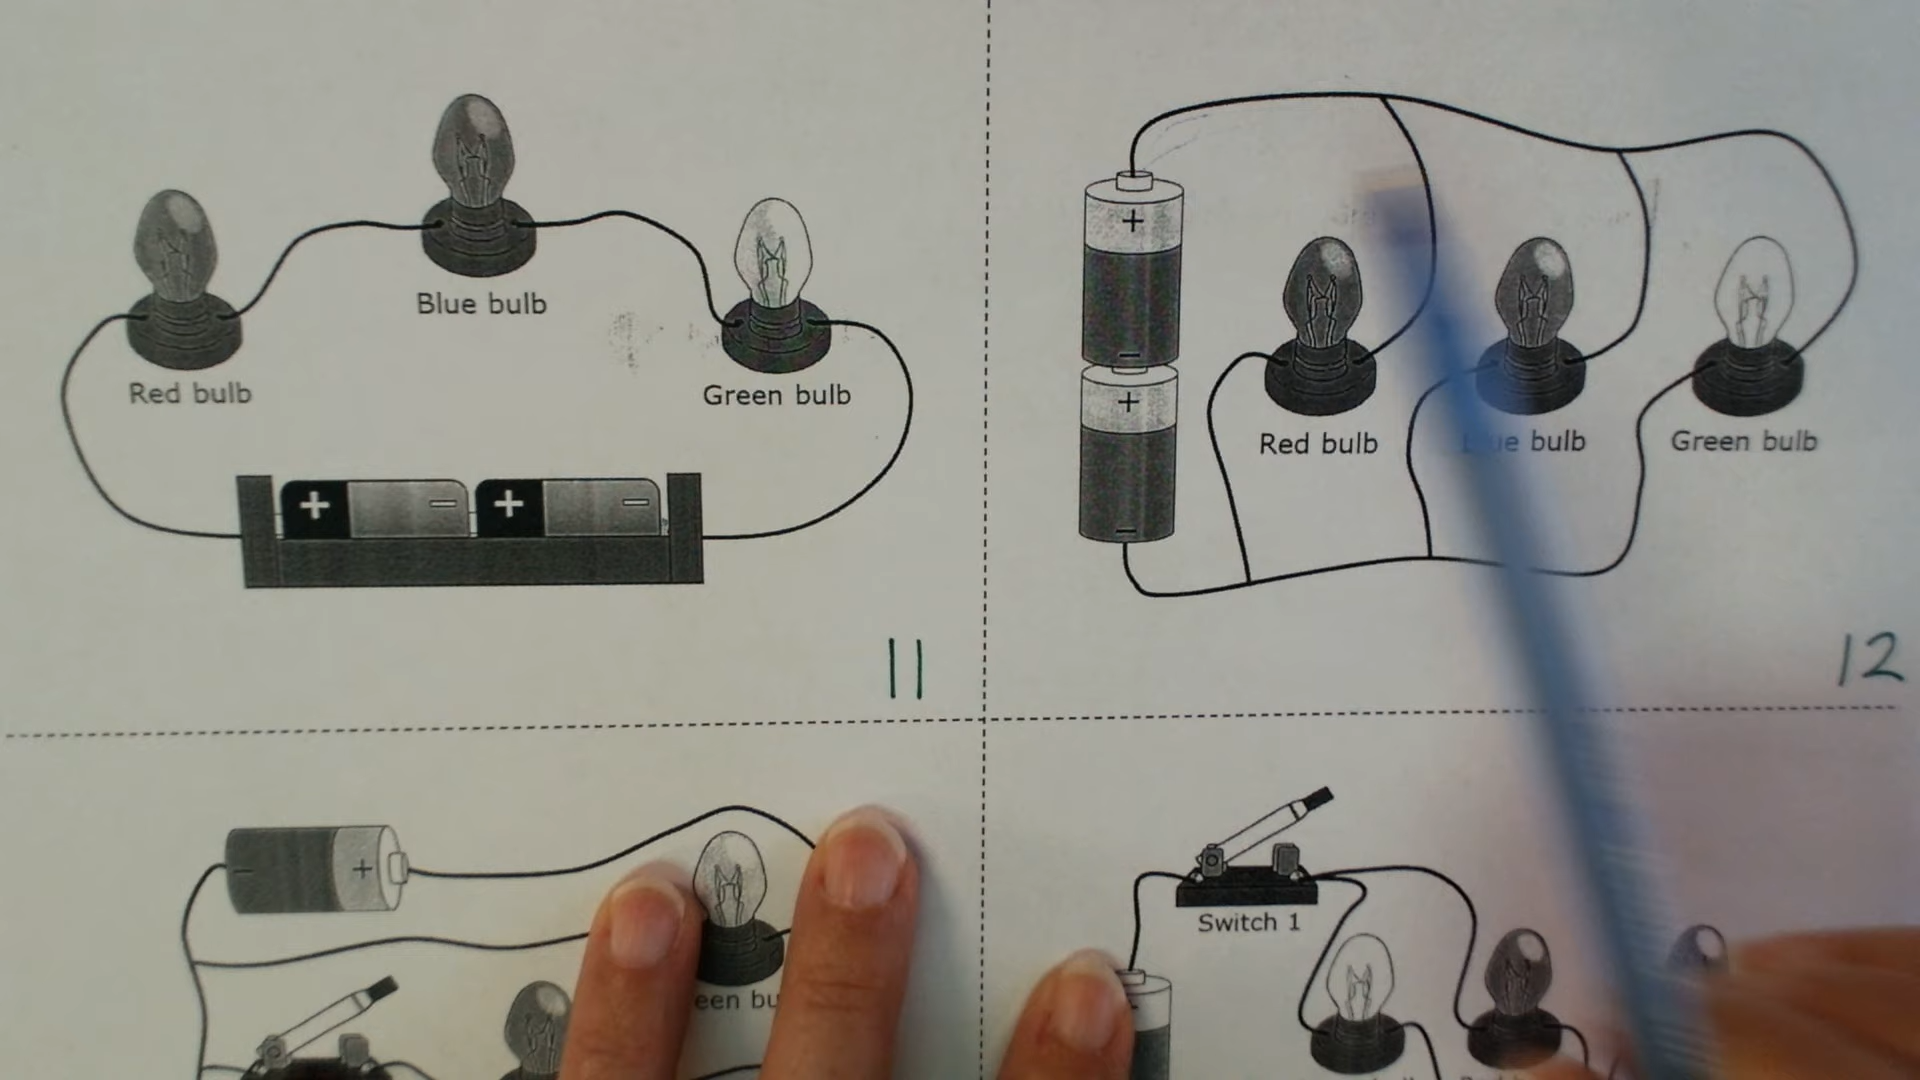 Blue bulb
Red bulb
Green bulb
+ − + −
11
+
−
+
−
Red bulb
bulb
Green bulb
12
− +
Switch 1